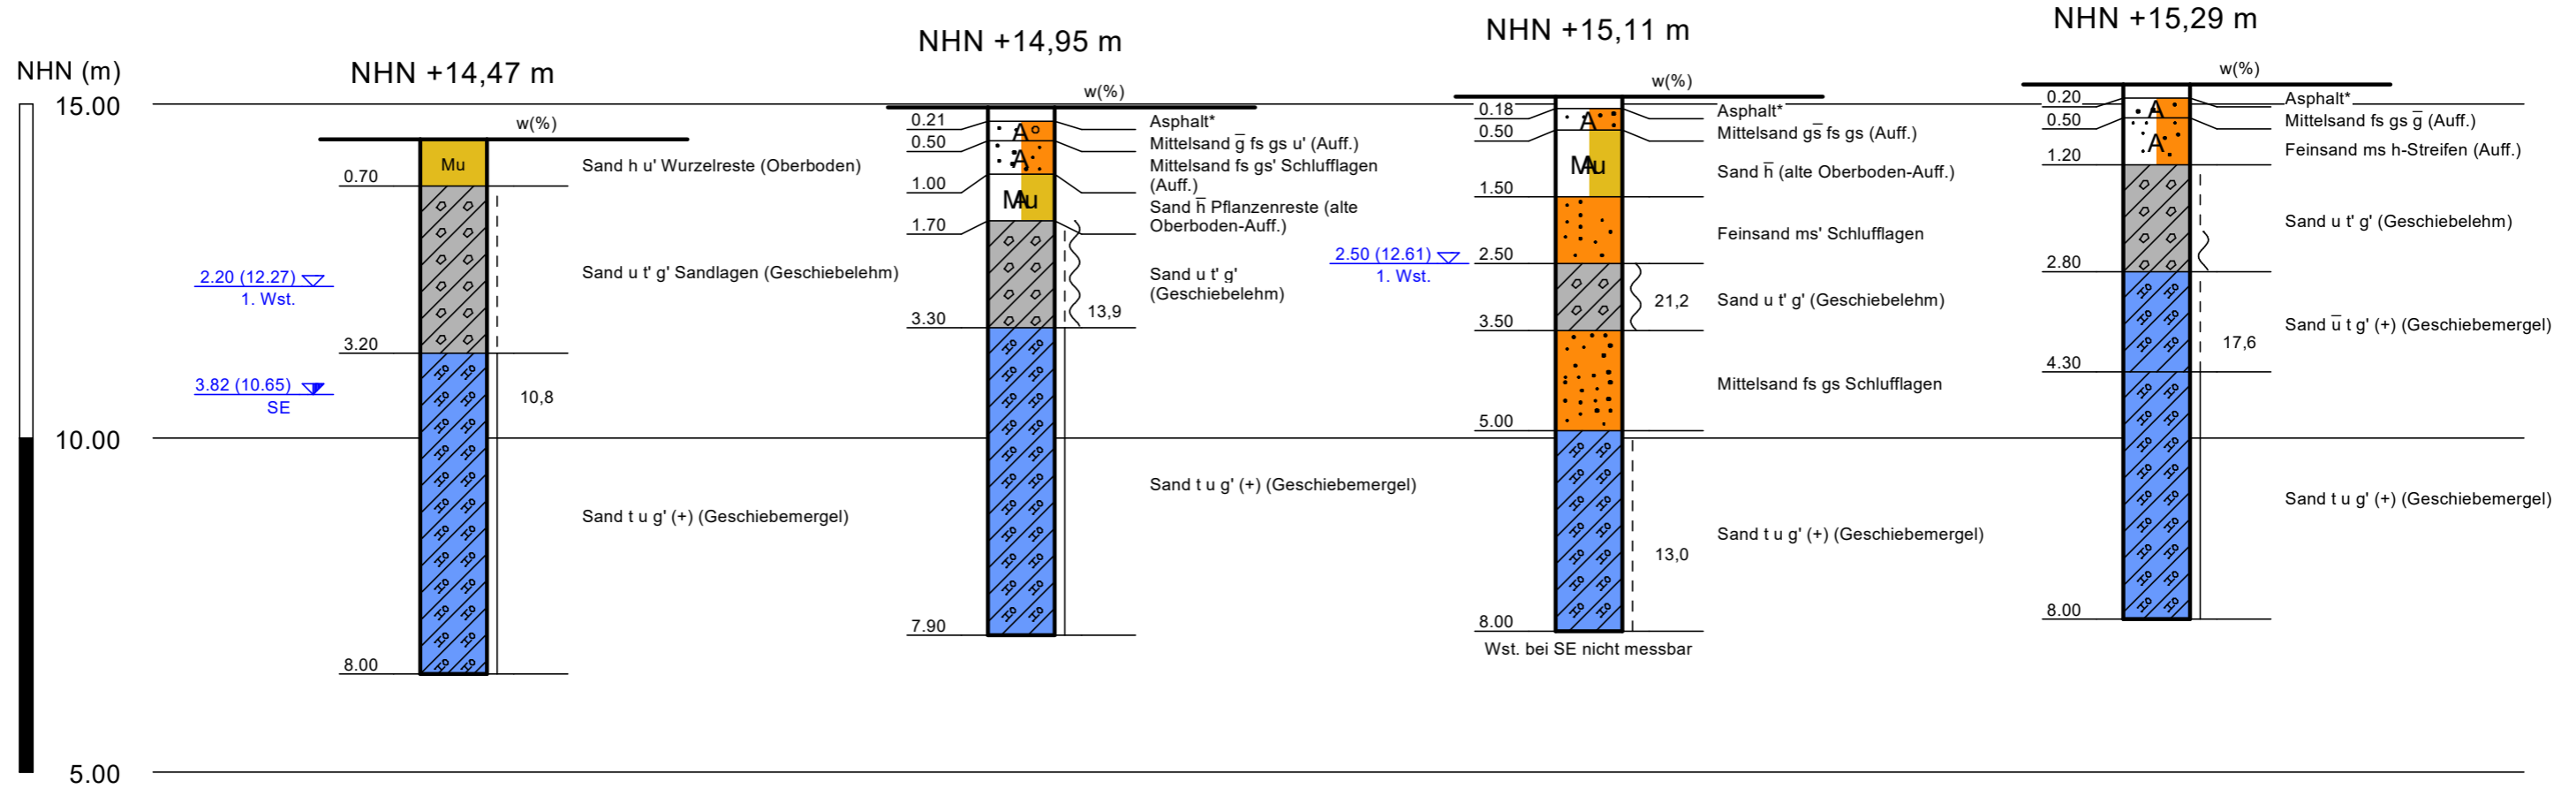 NHN (m)
15.00
10.00
5.00
NHN +14,47 m
w(%)
Mu
Sand h u' Wurzelreste (Oberboden)
0.70
Sand u t' g' Sandlagen (Geschiebelehm)
2.20 (12.27)
1. Wst.
3.20
3.82 (10.65)
SE
10,8
Sand t u g' (+) (Geschiebemergel)
8.00
NHN +14,95 m
w(%)
0.21
A
Asphalt*
0.50
A
Mittelsand g̅ fs gs u' (Auff.)
Mittelsand fs gs' Schlufflagen
(Auff.)
1.00
Mu
A
Sand h̅ Pflanzenreste (alte
Oberboden-Auff.)
1.70
Sand u t' g'
(Geschiebelehm)
13,9
3.30
Sand t u g' (+) (Geschiebemergel)
7.90
NHN +15,11 m
w(%)
0.18
A
Asphalt*
0.50
Mittelsand gs̅ fs gs (Auff.)
Mu
A
Sand h̅ (alte Oberboden-Auff.)
1.50
Feinsand ms' Schlufflagen
2.50 (12.61)
1. Wst.
2.50
21,2
Sand u t' g' (Geschiebelehm)
3.50
Mittelsand fs gs Schlufflagen
5.00
Sand t u g' (+) (Geschiebemergel)
13,0
8.00
Wst. bei SE nicht messbar
NHN +15,29 m
w(%)
0.20
A
Asphalt*
0.50
Mittelsand fs gs g̅ (Auff.)
A
Feinsand ms h-Streifen (Auff.)
1.20
Sand u t' g' (Geschiebelehm)
2.80
Sand u̅ t g' (+) (Geschiebemergel)
17,6
4.30
Sand t u g' (+) (Geschiebemergel)
8.00